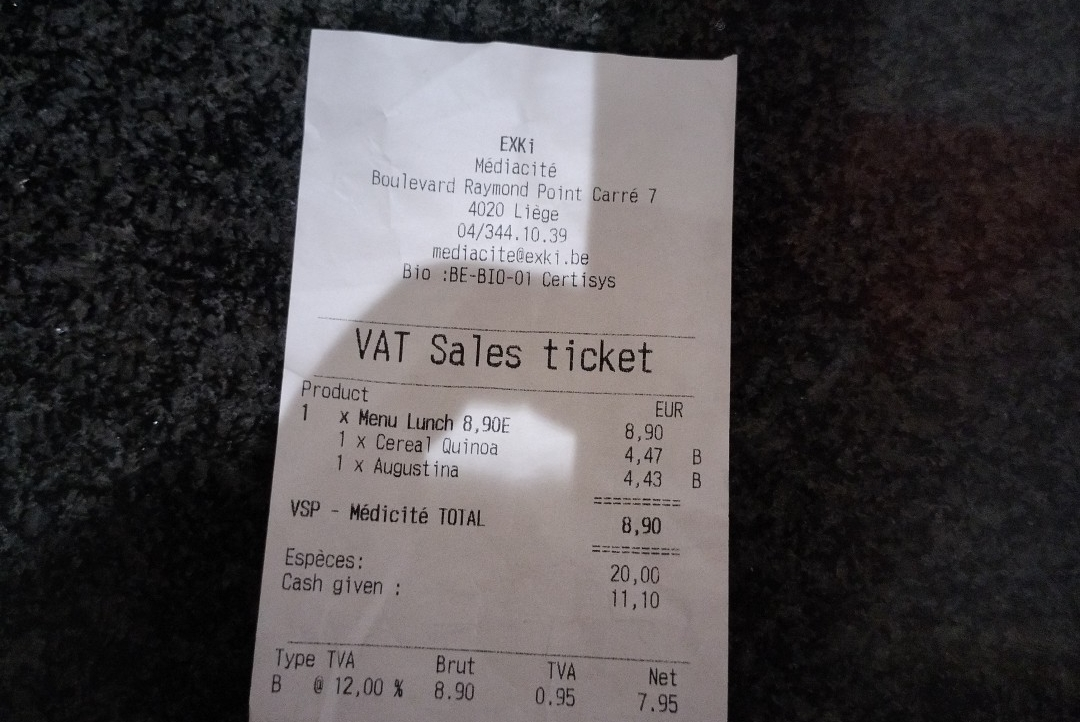 EXKi
Médiacité
Boulevard Raymond Point Carré 7
4020 Liège
04/344.10.39
mediacite@exki.be
Bio :BE-BIO-01 Certisys
VAT Sales ticket
Product EUR
1 x Menu Lunch 8,90E 8,90
1 x Cereal Quinoa 4,47 B
1 x Augustina 4,43 B
=========
VSP - Médicité TOTAL 8,90
=========
Espèces: 20,00
Cash given : 11,10
Type TVA Brut TVA Net
B @ 12,00 % 8.90 0.95 7.95